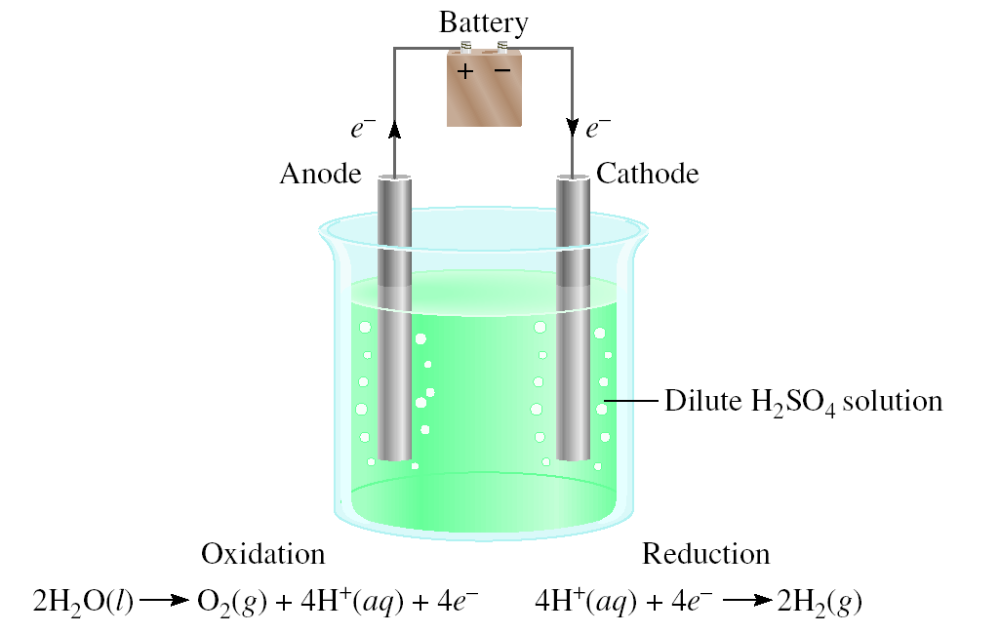 Battery
+ −
e⁻ e⁻
Anode Cathode
Dilute H₂SO₄ solution
Oxidation Reduction
2H₂O(l) ⟶ O₂(g) + 4H⁺(aq) + 4e⁻ 4H⁺(aq) + 4e⁻ ⟶ 2H₂(g)